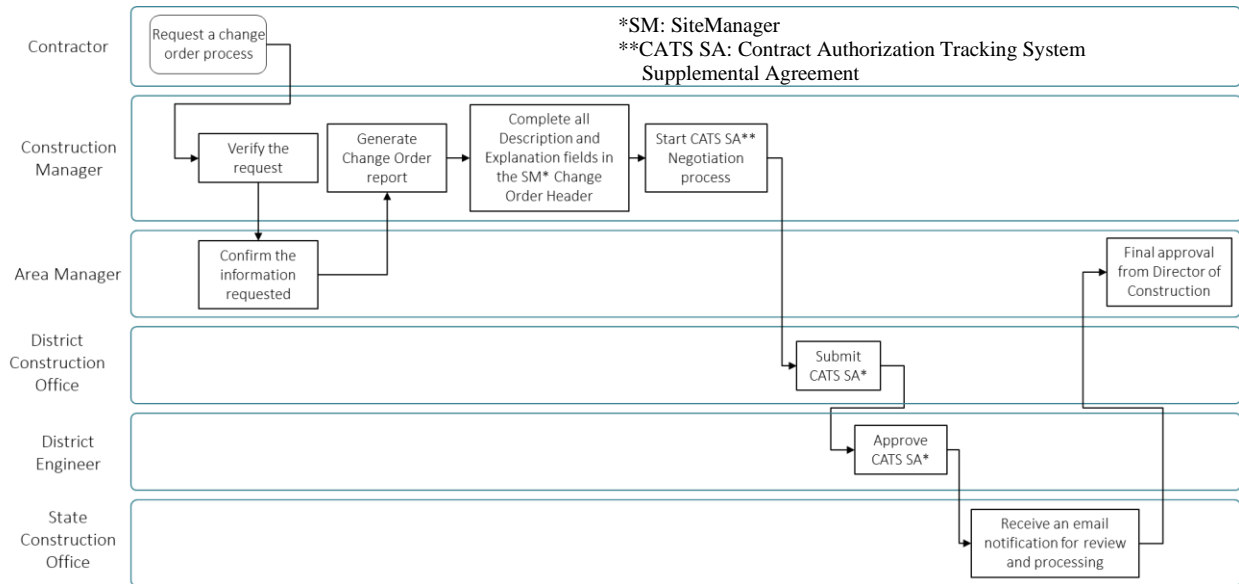 Contractor
Request a change
order process
*SM: SiteManager
**CATS SA: Contract Authorization Tracking System
Supplemental Agreement
Construction
Manager
Verify the
request
Generate
Change Order
report
Complete all
Description and
Explanation fields in
the SM* Change
Order Header
Start CATS SA**
Negotiation
process
Area Manager
Confirm the
information
requested
Final approval
from Director of
Construction
District
Construction
Office
Submit
CATS SA*
District
Engineer
Approve
CATS SA*
State
Construction
Office
Receive an email
notification for review
and processing